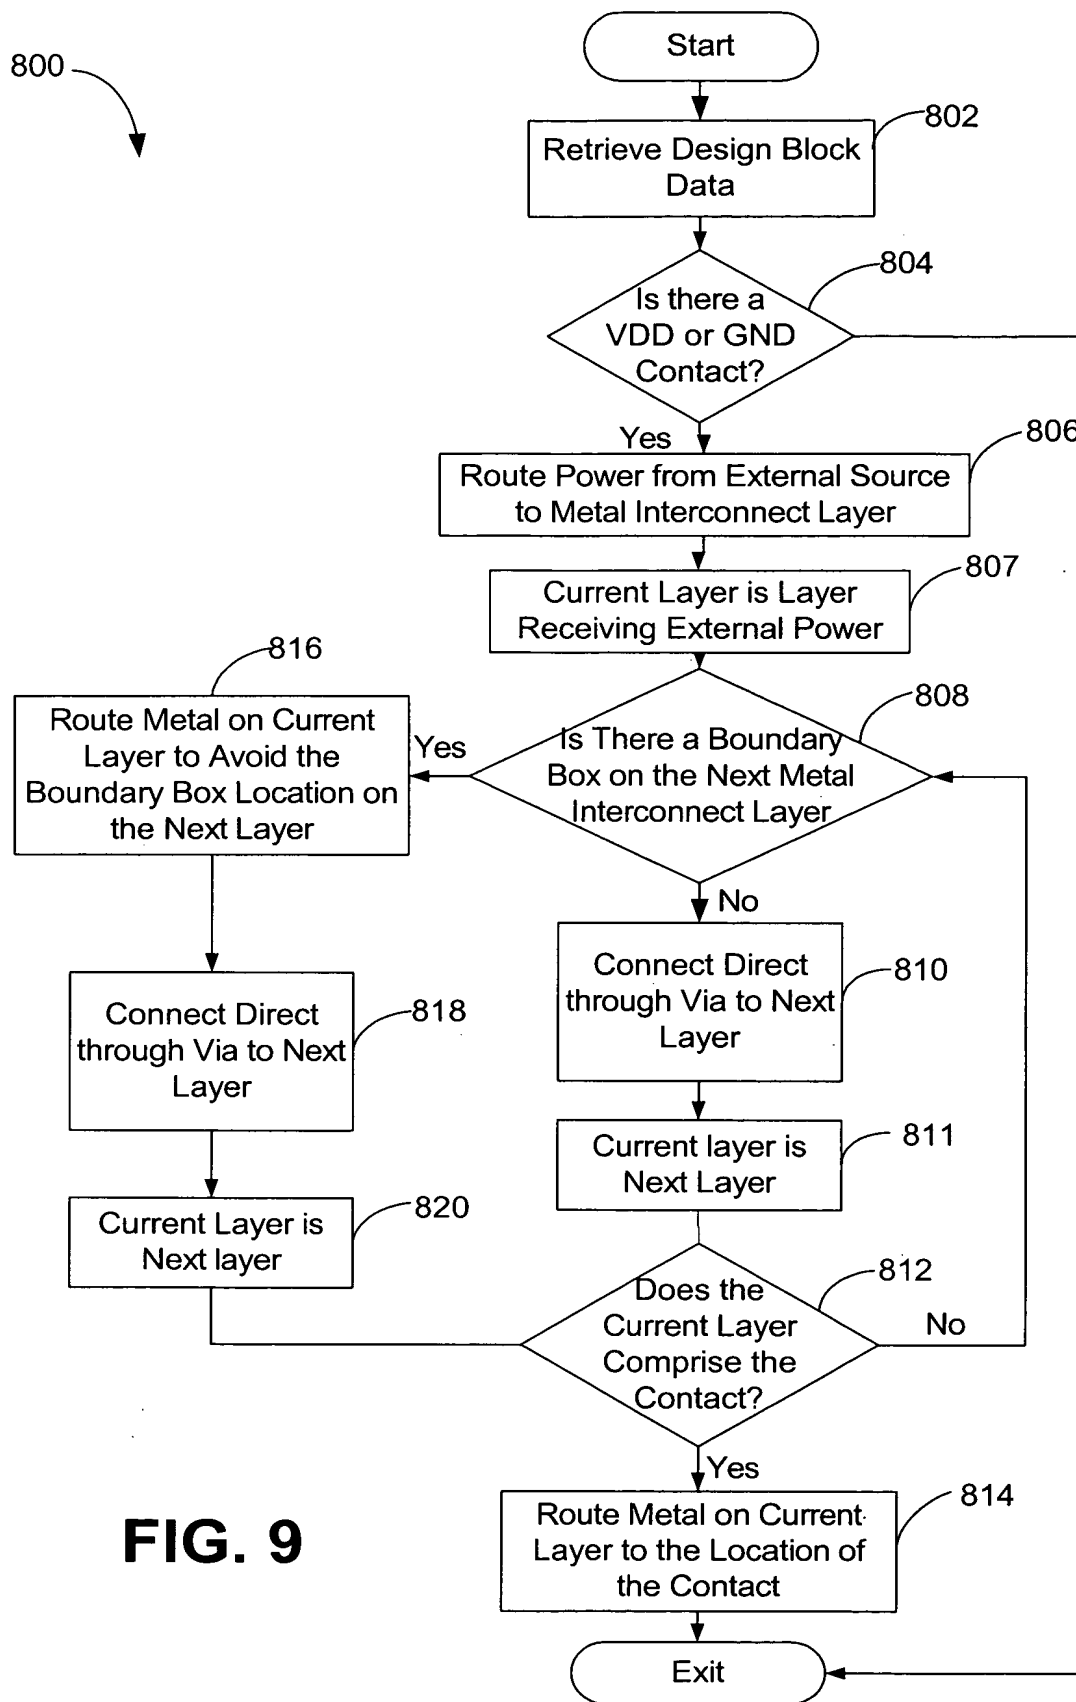 Start
800
802
Retrieve Design Block
Data
804
Is there a
VDD or GND
Contact?
Yes
806
Route Power from External Source
to Metal Interconnect Layer
807
Current Layer is Layer
Receiving External Power
816
808
Route Metal on Current
Layer to Avoid the
Boundary Box Location on
the Next Layer
Yes
Is There a Boundary
Box on the Next Metal
Interconnect Layer
No
810
Connect Direct
through Via to Next
Layer
818
Connect Direct
through Via to Next
Layer
811
Current layer is
Next Layer
820
Current Layer is
Next layer
812
Does the
Current Layer
Comprise the
Contact?
No
Yes
814
Route Metal on Current
Layer to the Location of
the Contact
FIG. 9
Exit